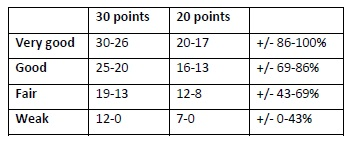 30 points 20 points
Very good 30-26 20-17 +/- 86-100%
Good 25-20 16-13 +/- 69-86%
Fair 19-13 12-8 +/- 43-69%
Weak 12-0 7-0 +/- 0-43%